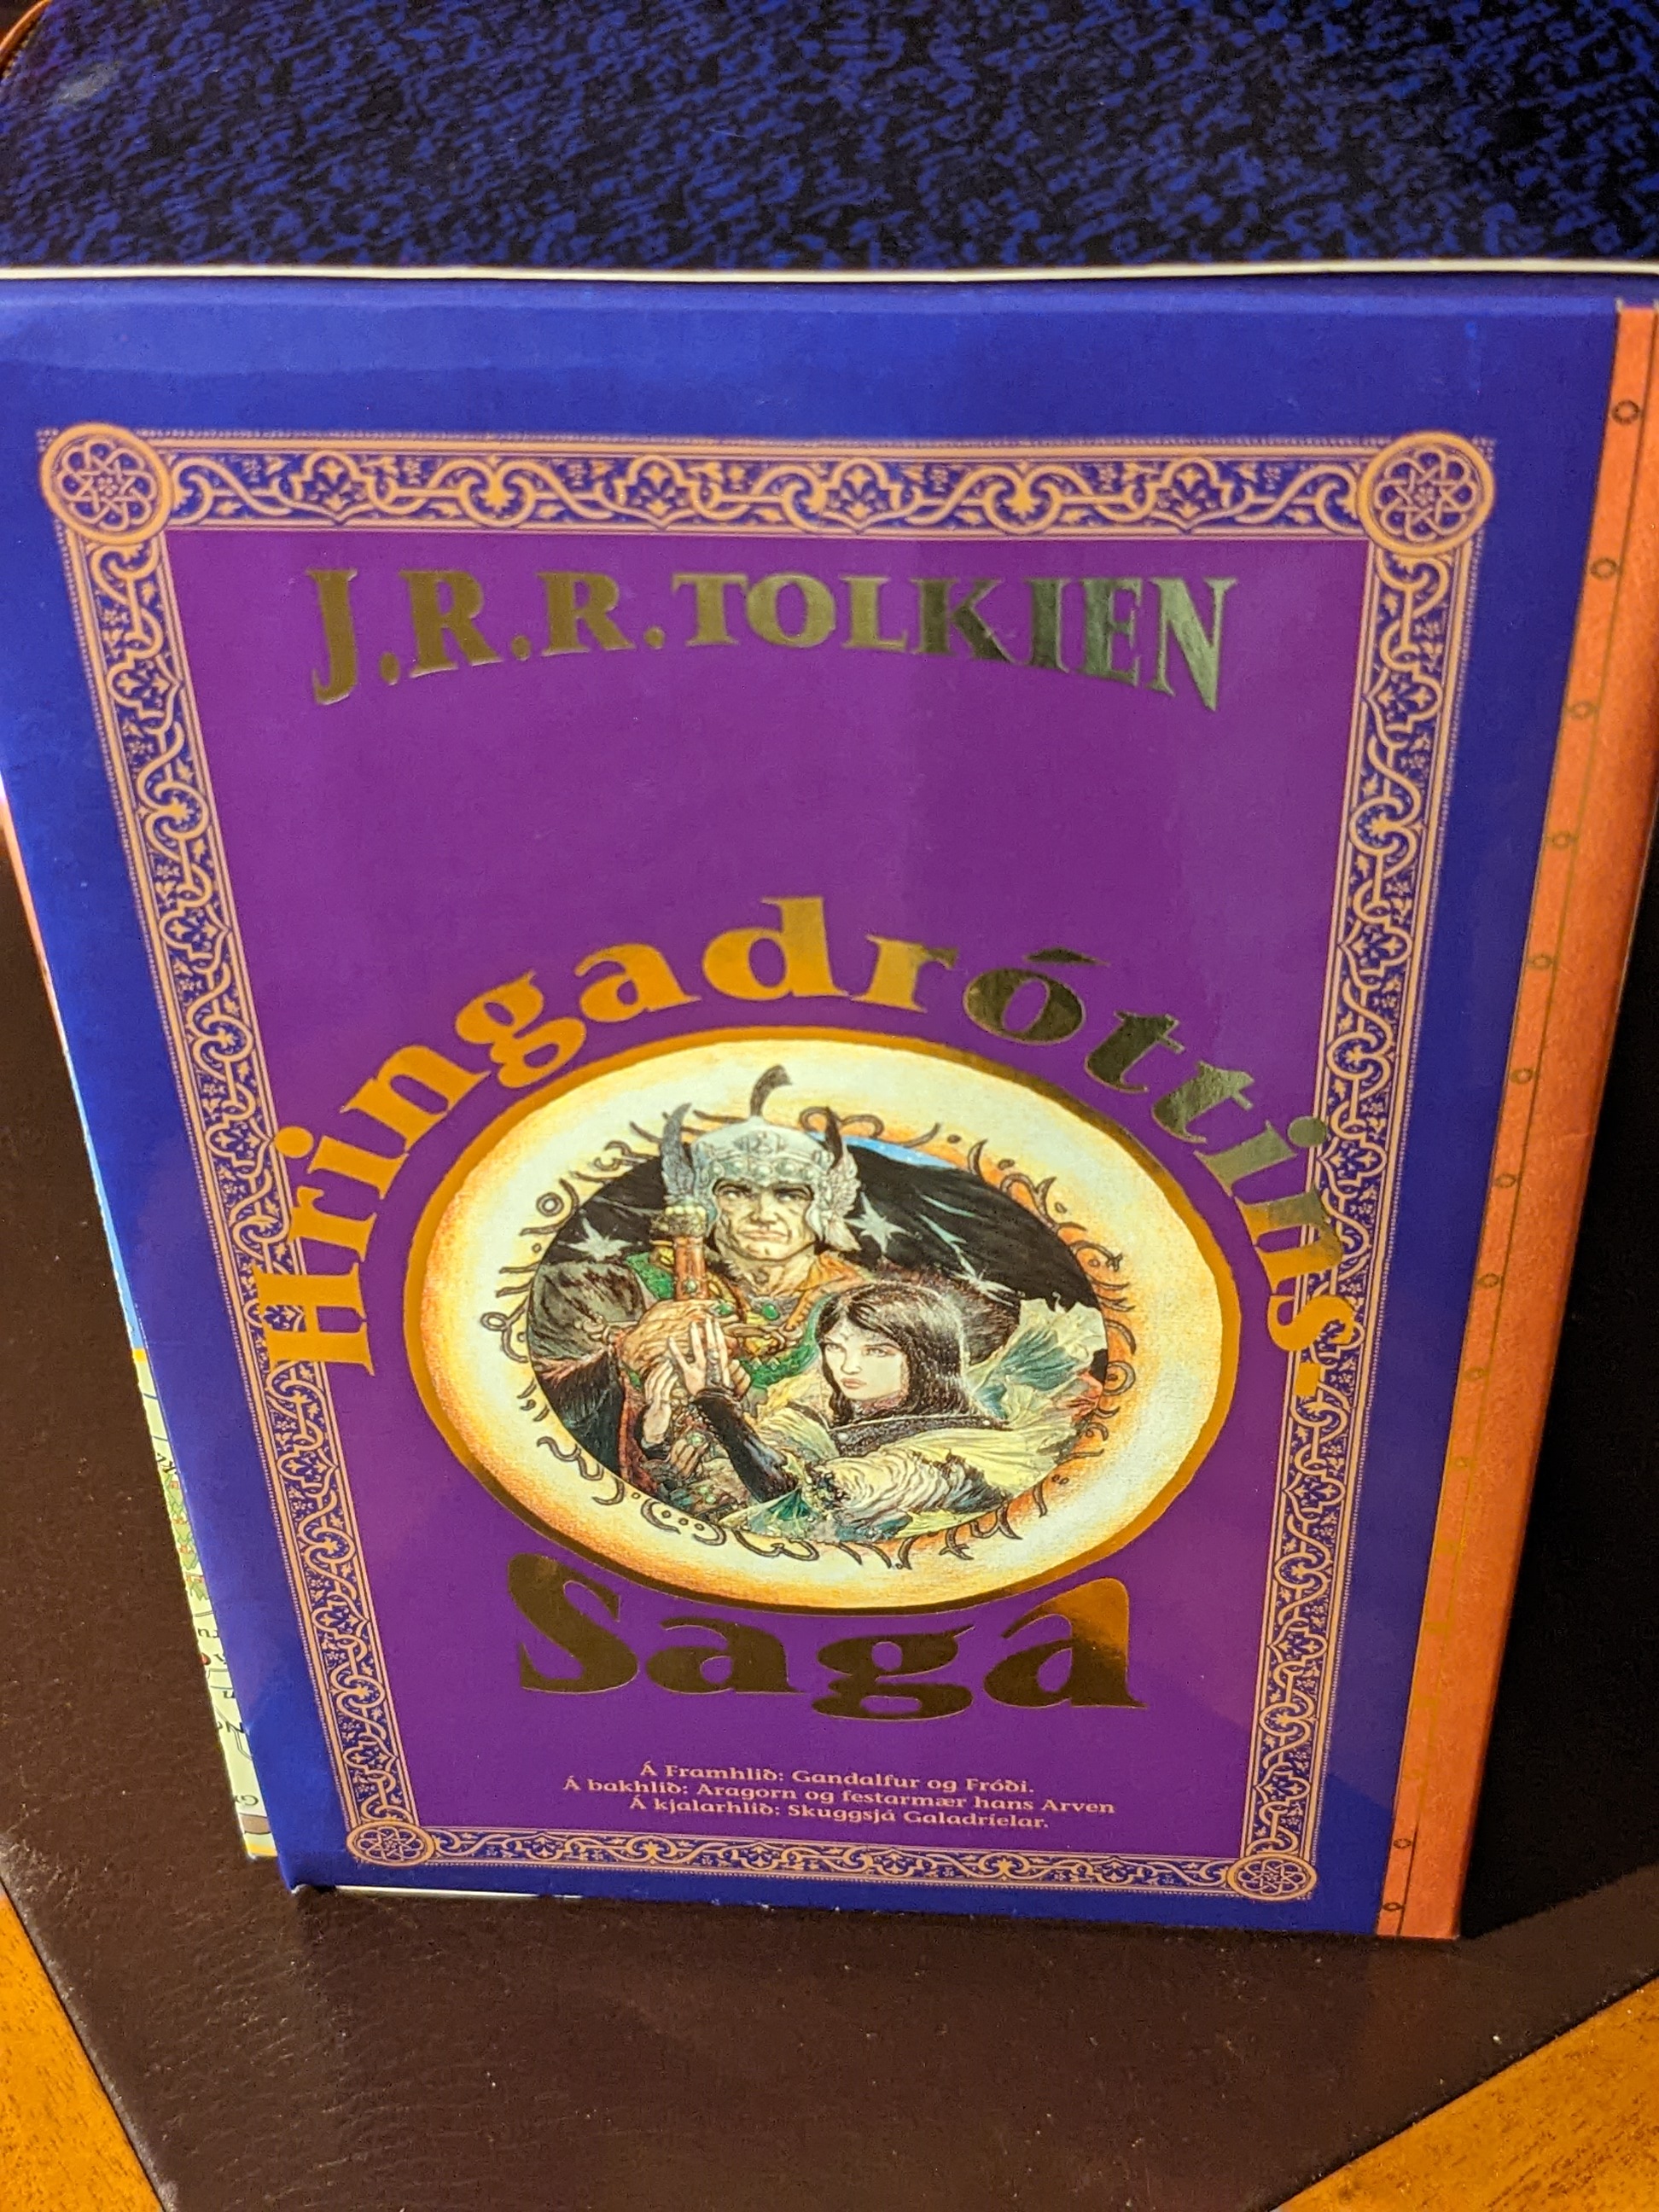 J.R.R. TOLKIEN
Hringadróttins-
Saga
Á Framhlið: Gandalfur og Fróði.
Á bakhlið: Aragorn og festarmær hans Arven
Á kjalarhlið: Skuggsjá Galadríelar.